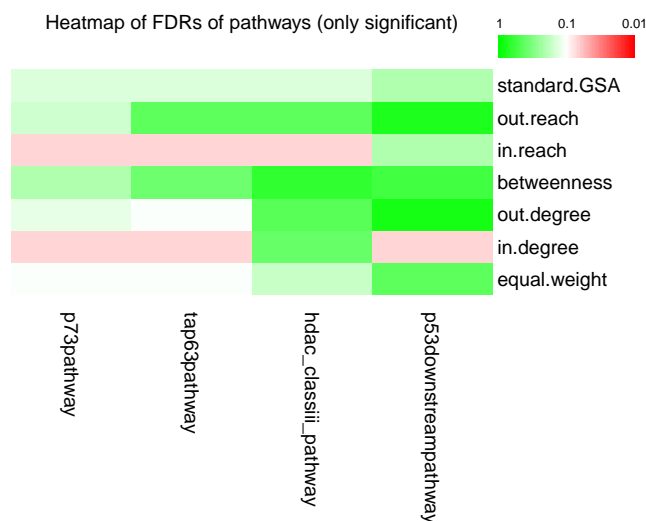 Heatmap of FDRs of pathways (only significant)
1 0.1 0.01
standard.GSA
out.reach
in.reach
betweenness
out.degree
in.degree
equal.weight
p73pathway
tap63pathway
hdac_classiii_pathway
p53downstreampathway